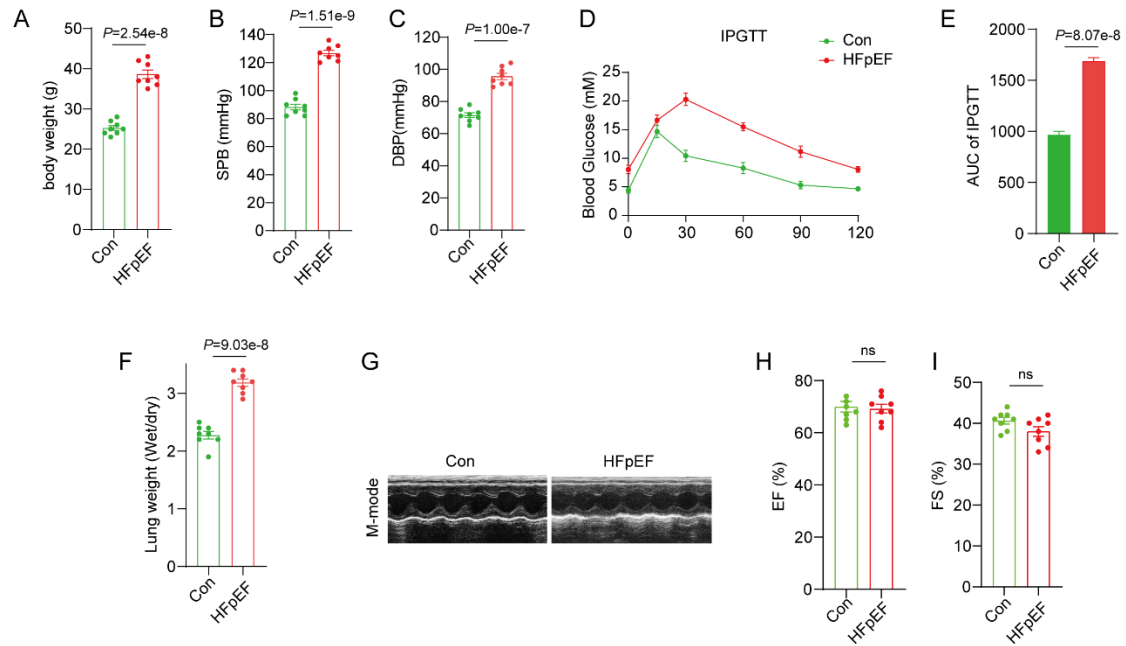 A
P=2.54e-8
body weight (g)
50
40
30
20
10
0
Con
HFpEF
B
P=1.51e-9
SPB (mmHg)
140
120
100
80
60
40
20
0
Con
HFpEF
C
P=1.00e-7
DBP(mmHg)
120
100
80
60
40
20
0
Con
HFpEF
D
IPGTT
Con
HFpEF
Blood Glucose (mM)
25
20
15
10
5
0
0
30
60
90
120
E
P=8.07e-8
AUC of IPGTT
2000
1500
1000
500
0
Con
HFpEF
F
P=9.03e-8
Lung weight (Wet/dry)
3
2
1
0
Con
HFpEF
G
Con
HFpEF
M-mode
H
ns
EF (%)
80
60
40
20
0
Con
HFpEF
I
ns
FS (%)
50
40
30
20
10
0
Con
HFpEF